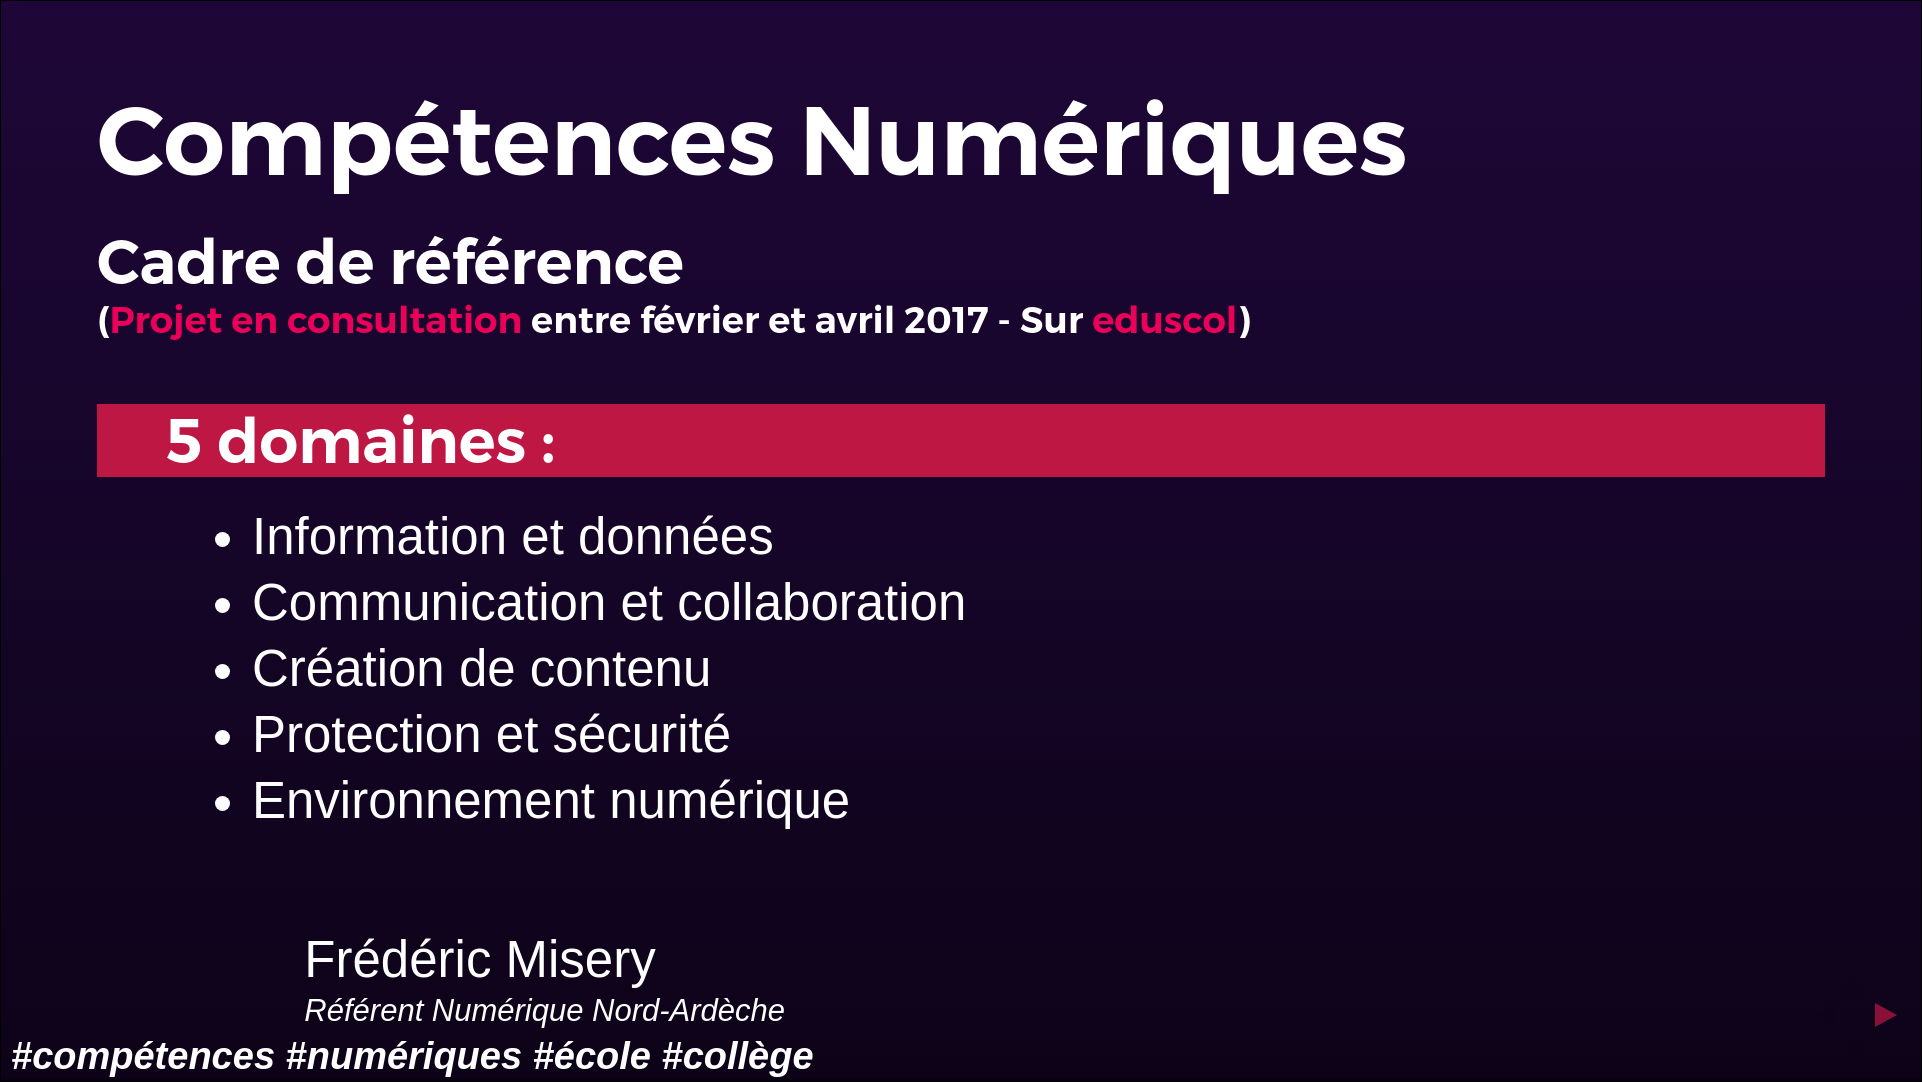 Compétences Numériques
Cadre de référence
(Projet en consultation entre février et avril 2017 - Sur eduscol)
5 domaines :
• Information et données
• Communication et collaboration
• Création de contenu
• Protection et sécurité
• Environnement numérique
Frédéric Misery
Référent Numérique Nord-Ardèche
#compétences #numériques #école #collège